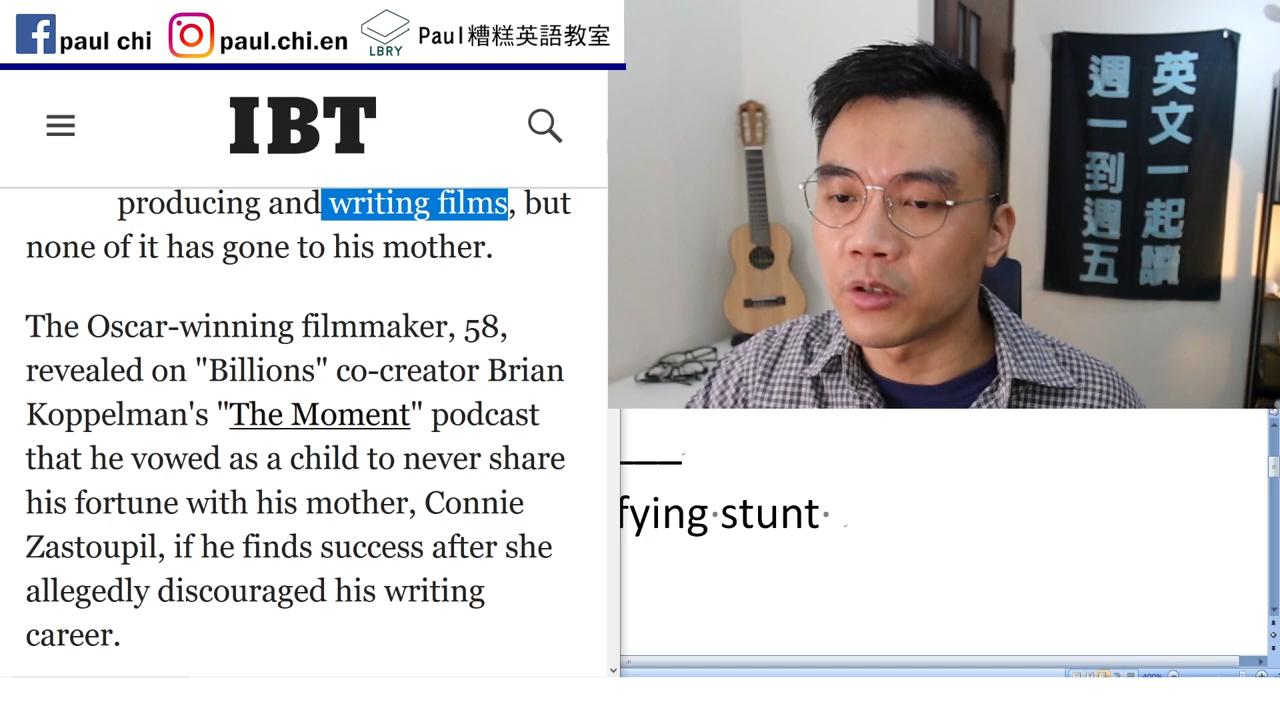 paul chi
paul.chi.en
LBRY
Paul糟糕英語教室
IBT
producing and writing films, but
none of it has gone to his mother.
The Oscar-winning filmmaker, 58,
revealed on "Billions" co-creator Brian
Koppelman's "The Moment" podcast
that he vowed as a child to never share
his fortune with his mother, Connie
Zastoupil, if he finds success after she
allegedly discouraged his writing
career.
英文一起讀
週一到週五
fying stunt
400%